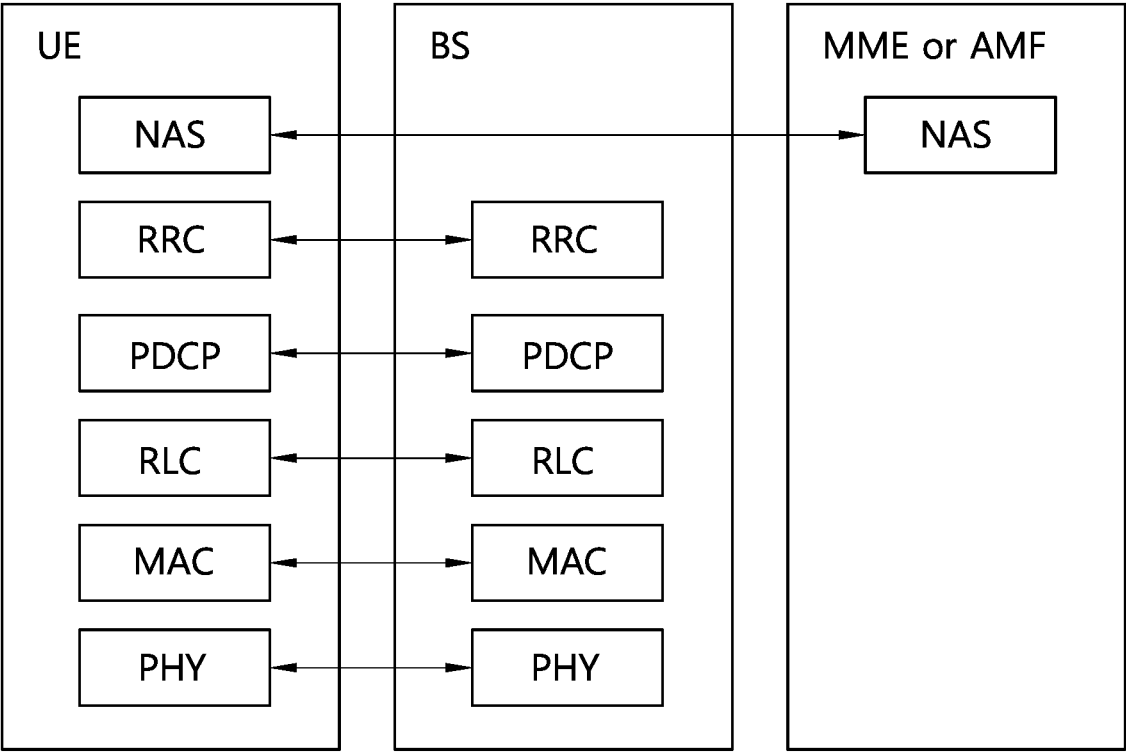 UE BS MME or AMF
NAS NAS
RRC RRC
PDCP PDCP
RLC RLC
MAC MAC
PHY PHY